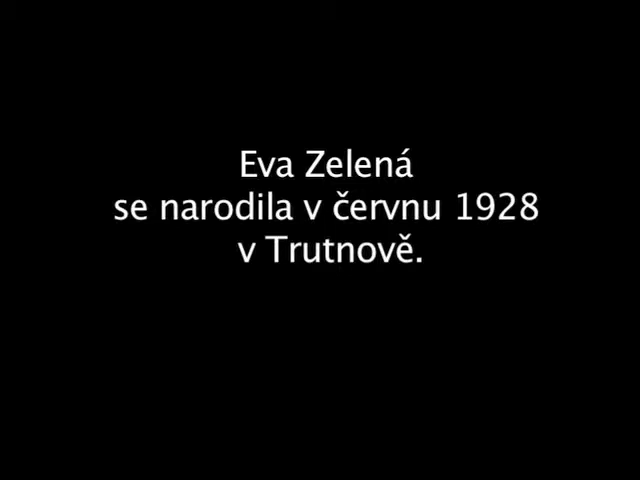 Eva Zelená
se narodila v červnu 1928
v Trutnově.